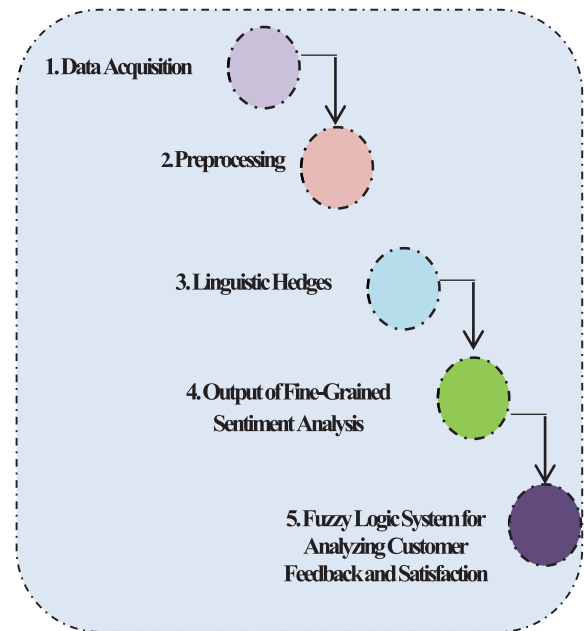 1. Data Acquisition
2. Preprocessing
3. Linguistic Hedges
4. Output of Fine-Grained
Sentiment Analysis
5. Fuzzy Logic System for
Analyzing Customer
Feedback and Satisfaction